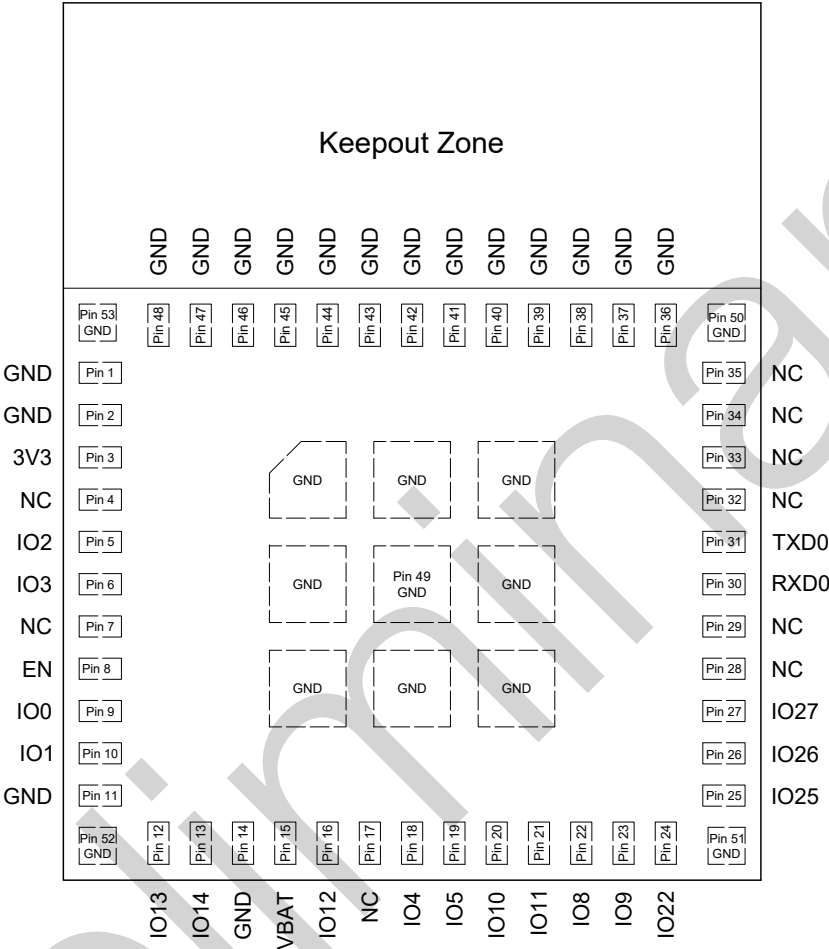 Keepout Zone
GND GND GND GND GND GND GND GND GND GND GND GND GND
Pin 53 GND
Pin 48 Pin 47 Pin 46 Pin 45 Pin 44 Pin 43 Pin 42 Pin 41 Pin 40 Pin 39 Pin 38 Pin 37 Pin 36
Pin 50 GND
GND Pin 1 Pin 35 NC
GND Pin 2 Pin 34 NC
3V3 Pin 3 Pin 33 NC
GND GND GND
NC Pin 4 Pin 32 NC
IO2 Pin 5 Pin 31 TXD0
IO3 Pin 6 GND Pin 49 GND GND Pin 30 RXD0
NC Pin 7 Pin 29 NC
EN Pin 8 Pin 28 NC
GND GND GND
IO0 Pin 9 Pin 27 IO27
IO1 Pin 10 Pin 26 IO26
GND Pin 11 Pin 25 IO25
Pin 52 GND
Pin 12 Pin 13 Pin 14 Pin 15 Pin 16 Pin 17 Pin 18 Pin 19 Pin 20 Pin 21 Pin 22 Pin 23 Pin 24
Pin 51 GND
IO13 IO14 GND VBAT IO12 NC IO4 IO5 IO10 IO11 IO8 IO9 IO22